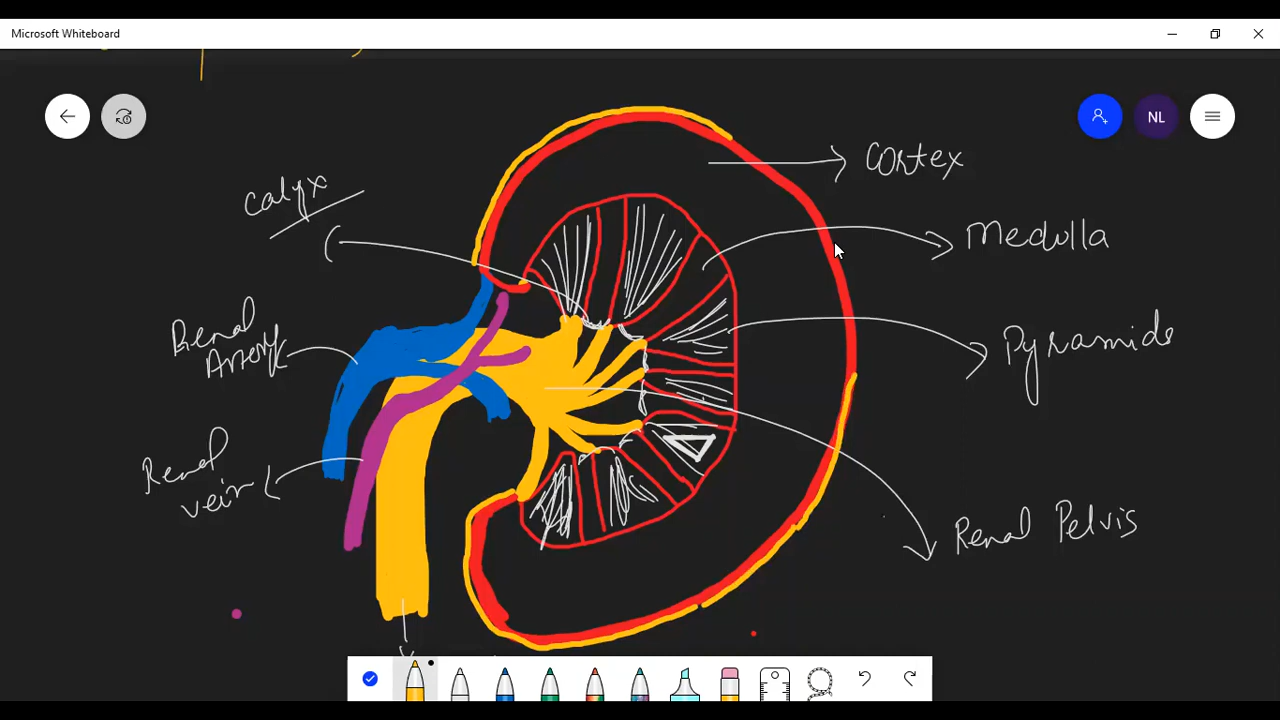 Microsoft Whiteboard
NL
Cortex
Calyx
Medulla
Renal
Artery
Pyramids
Renal
vein
Renal Pelvis